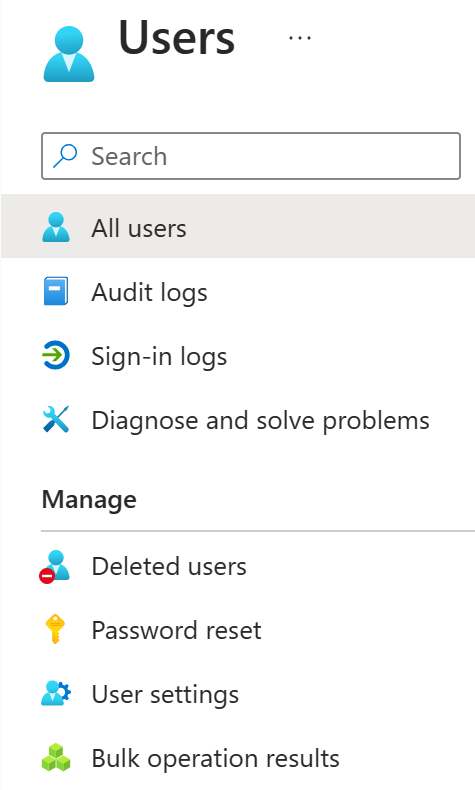 Users ...
Search
All users
Audit logs
Sign-in logs
Diagnose and solve problems
Manage
Deleted users
Password reset
User settings
Bulk operation results